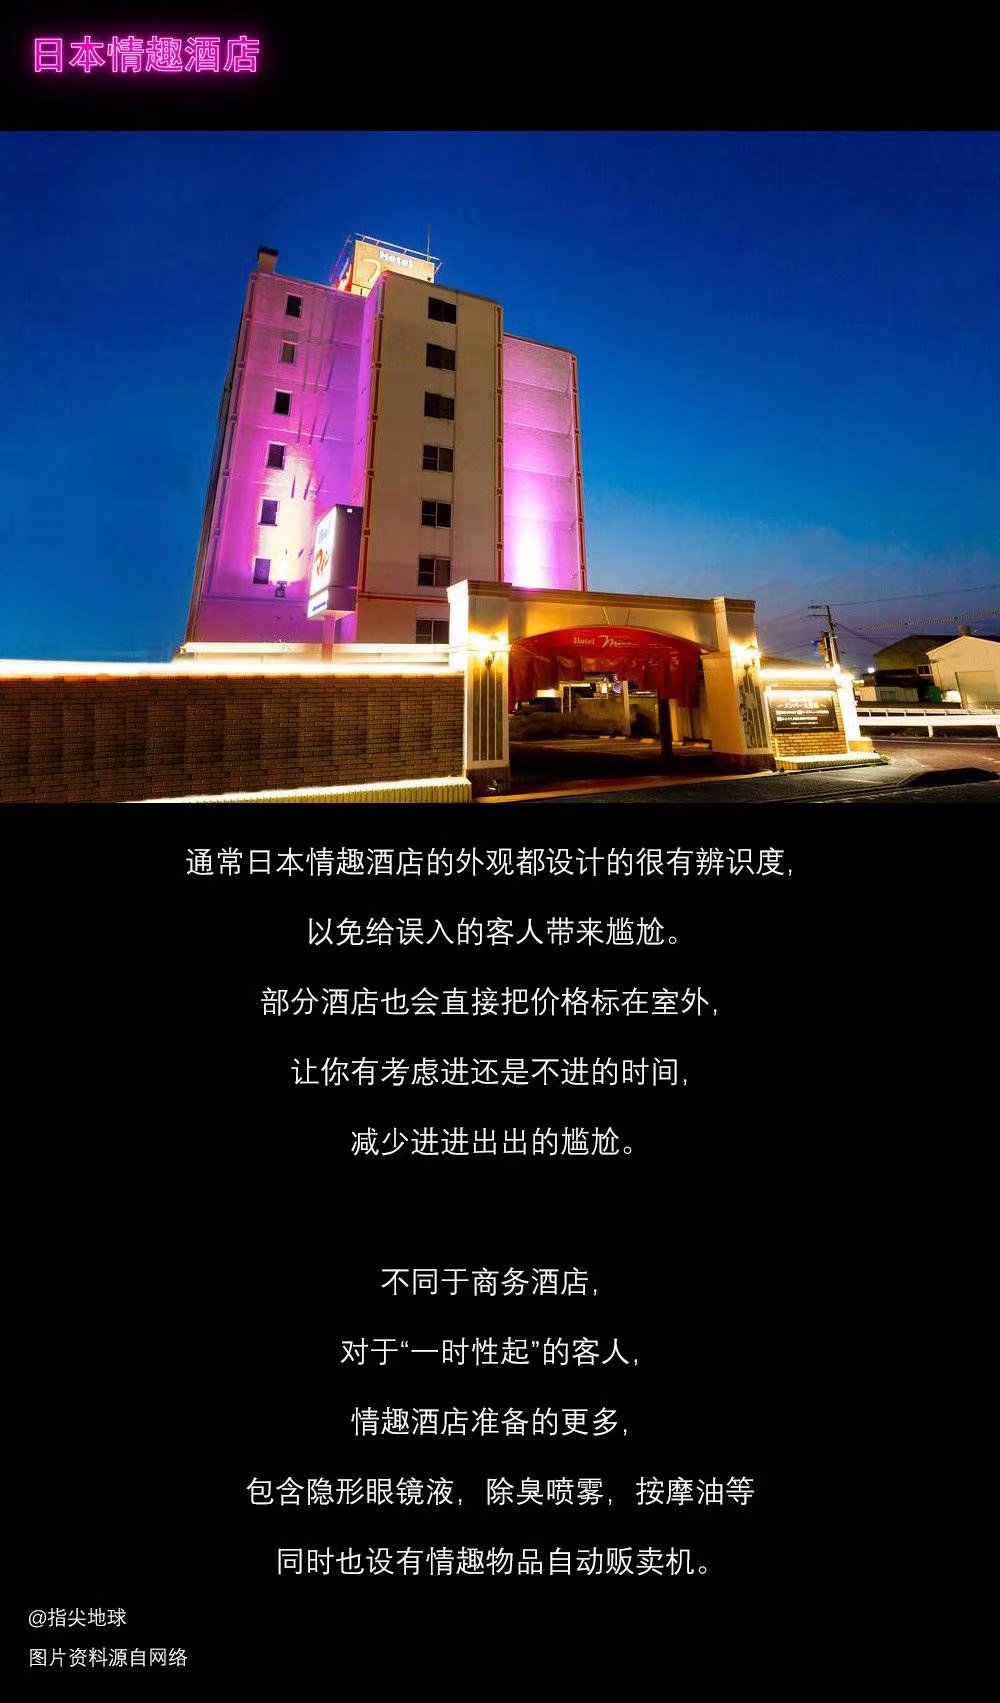 日本情趣酒店
Hotel
Hotel
Hotel
通常日本情趣酒店的外观都设计的很有辨识度,
以免给误入的客人带来尴尬。
部分酒店也会直接把价格标在室外,
让你有考虑进还是不进的时间,
减少进进出出的尴尬。
不同于商务酒店,
对于“一时性起”的客人,
情趣酒店准备的更多,
包含隐形眼镜液, 除臭喷雾, 按摩油等
同时也设有情趣物品自动贩卖机。
@指尖地球
图片资料源自网络